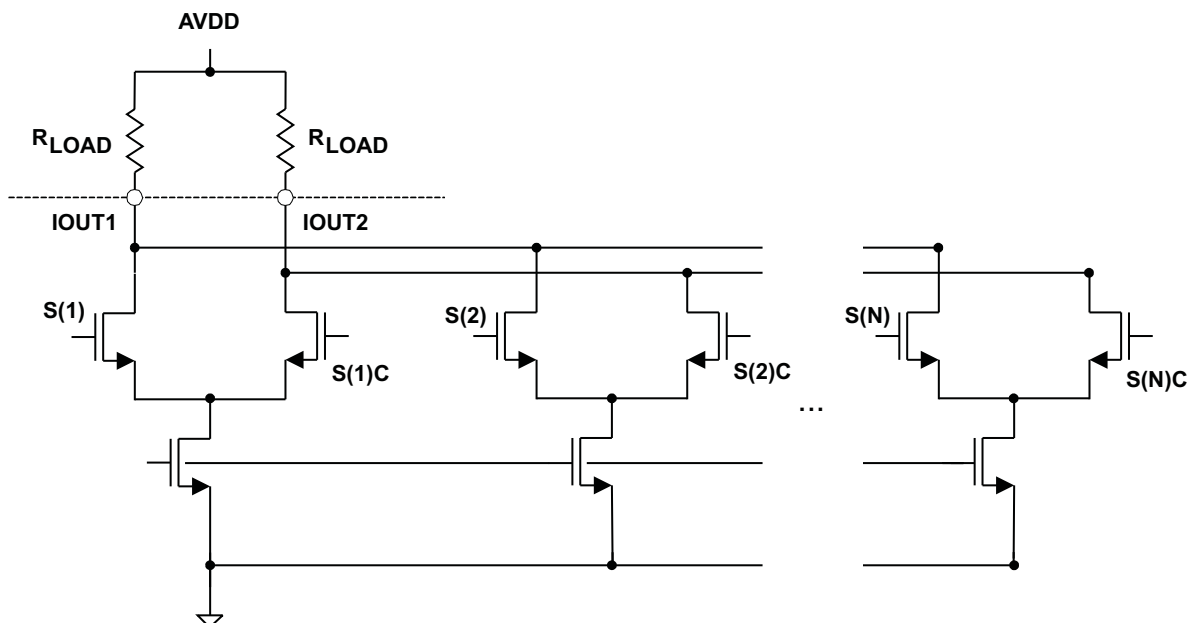 AVDD
RLOAD RLOAD
IOUT1 IOUT2
S(1) S(2) S(N)
S(1)C S(2)C S(N)C
...